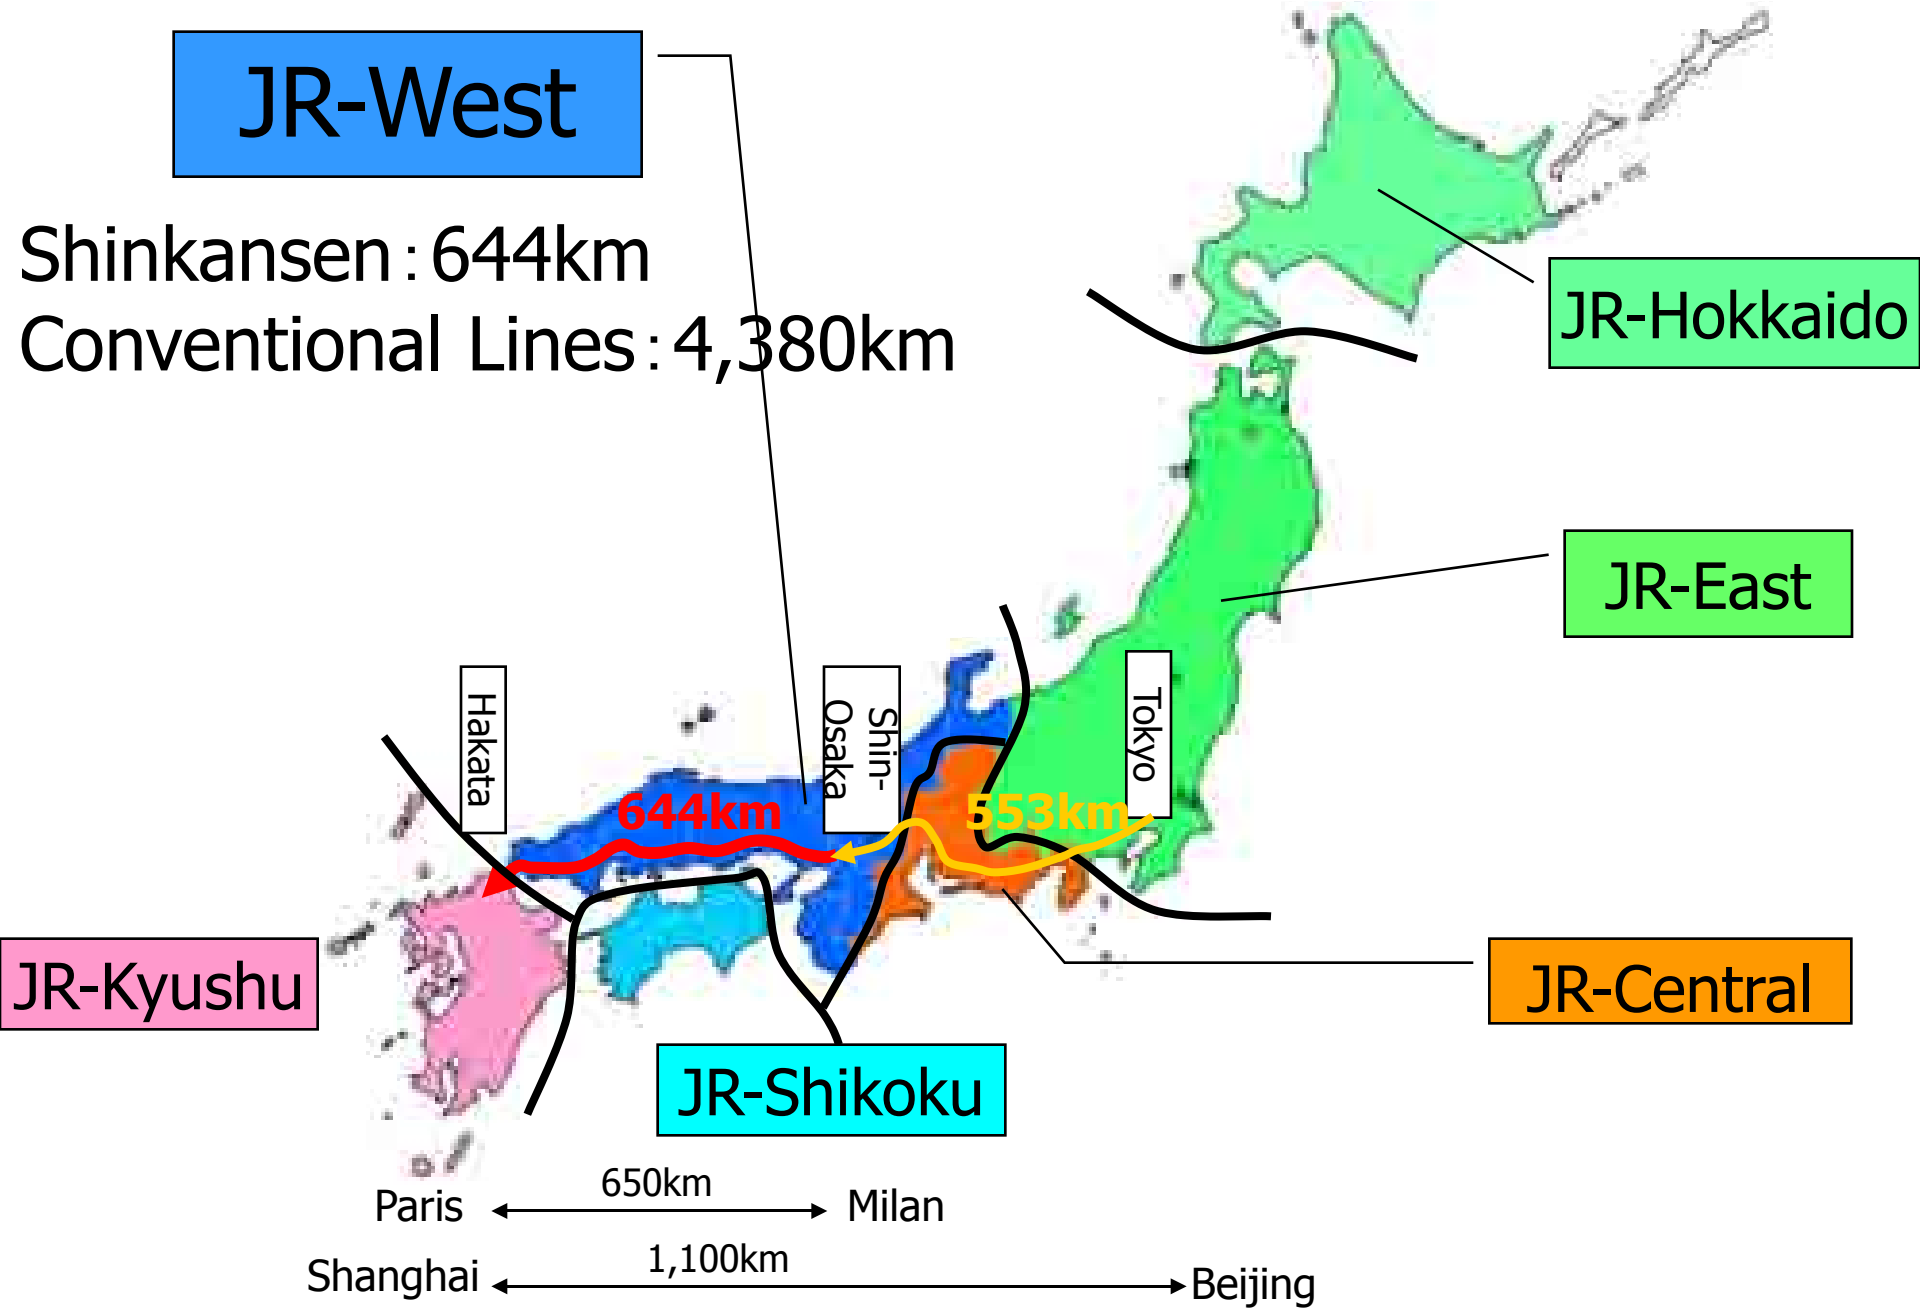 JR-West
Shinkansen：644km
Conventional Lines：4,380km
JR-Hokkaido
JR-East
Hakata
Shin-
Osaka
Tokyo
644km
553km
JR-Kyushu
JR-Central
JR-Shikoku
650km
Paris
Milan
1,100km
Shanghai
Beijing